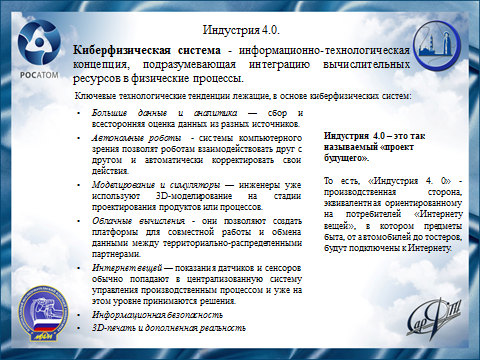 Индустрия 4.0.
РОСАТОМ
Киберфизическая система - информационно-технологическая
концепция, подразумевающая интеграцию вычислительных
ресурсов в физические процессы.
Ключевые технологические тенденции лежащие, в основе киберфизических систем:
• Большие данные и аналитика — сбор и
всесторонняя оценка данных из разных источников.
• Автономные роботы - системы компьютерного
зрения позволят роботам взаимодействовать друг с
другом и автоматически корректировать свои
действия.
• Моделирование и симуляторы — инженеры уже
используют 3D-моделирование на стадии
проектирования продуктов или процессов.
• Облачные вычисления - они позволяют создать
платформы для совместной работы и обмена
данными между территориально-распределенными
партнерами.
• Интернет вещей — показания датчиков и сенсоров
обычно попадают в централизованную систему
управления производственным процессом и уже на
этом уровне принимаются решения.
• Информационная безопасность
• 3D-печать и дополненная реальность
Индустрия 4.0 – это так
называемый «проект
будущего».
То есть, «Индустрия 4. 0» -
производственная сторона,
эквивалентная ориентированному
на потребителей «Интернету
вещей», в котором предметы
быта, от автомобилей до тостеров,
будут подключены к Интернету.